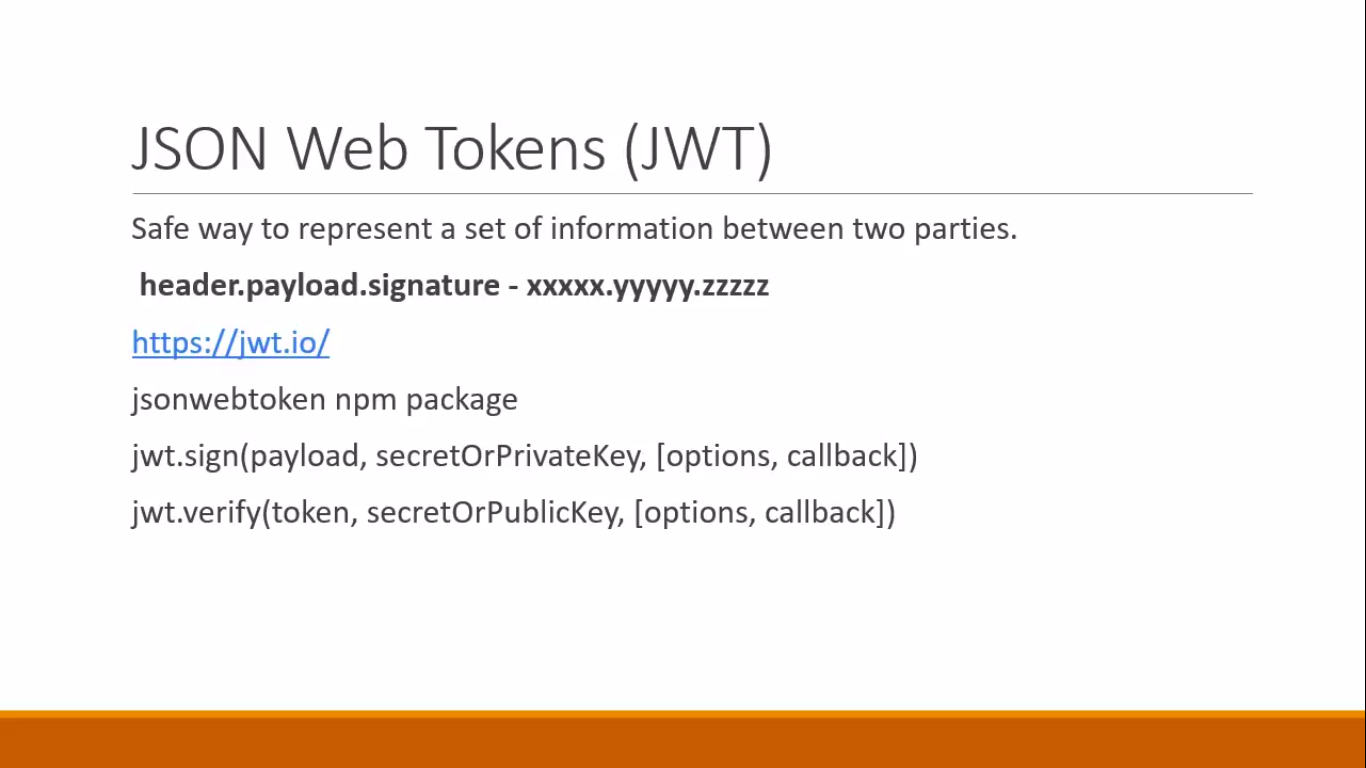 JSON Web Tokens (JWT)
Safe way to represent a set of information between two parties.
header.payload.signature - xxxxx.yyyyy.zzzzz
https://jwt.io/
jsonwebtoken npm package
jwt.sign(payload, secretOrPrivateKey, [options, callback])
jwt.verify(token, secretOrPublicKey, [options, callback])